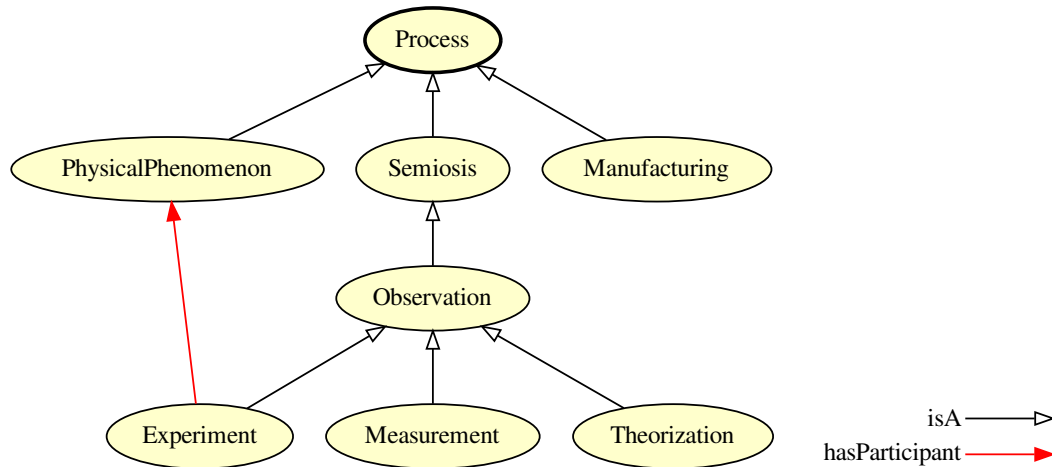 Process
PhysicalPhenomenon
Semiosis
Manufacturing
Observation
Experiment
Measurement
Theorization
isA
hasParticipant